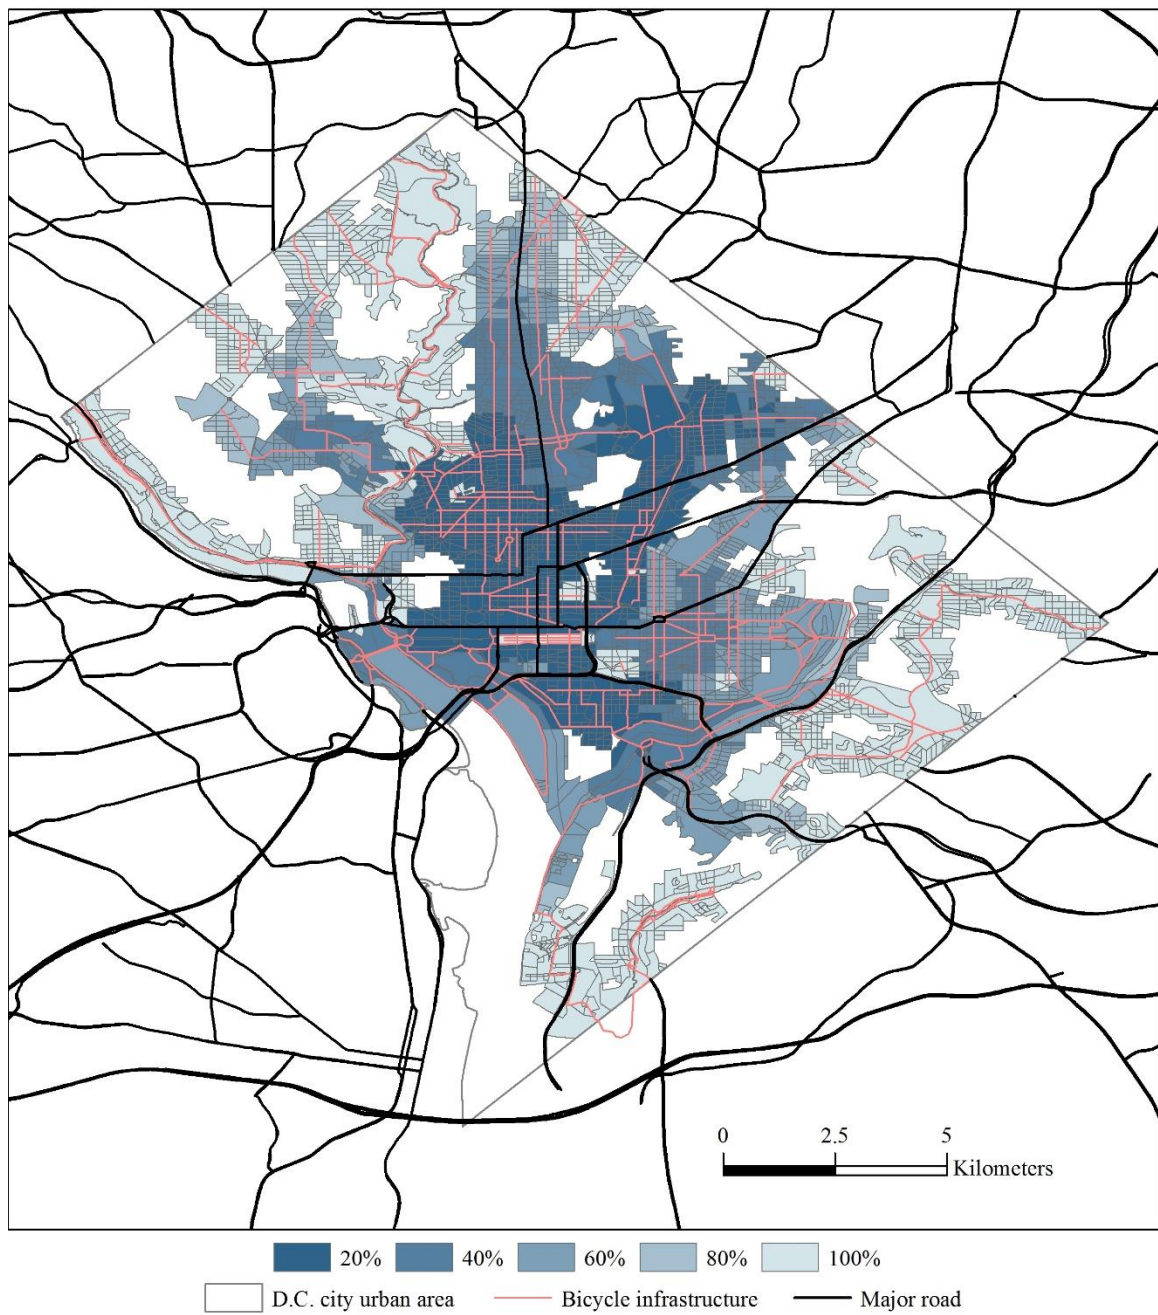 0 2.5 5
Kilometers
20% 40% 60% 80% 100%
D.C. city urban area Bicycle infrastructure Major road